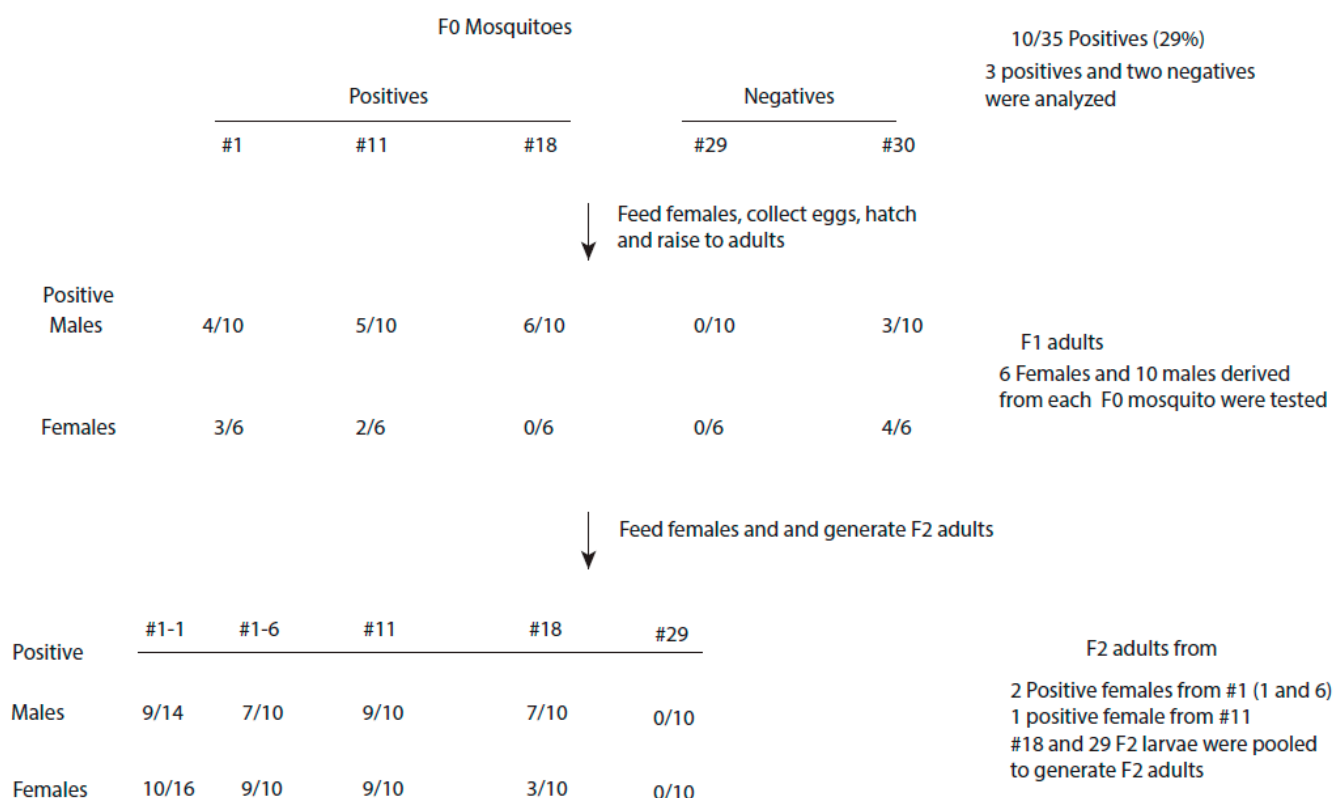 F0 Mosquitoes
10/35 Positives (29%)
3 positives and two negatives
were analyzed
Positives Negatives
#1 #11 #18 #29 #30
Feed females, collect eggs, hatch
and raise to adults
Positive
Males 4/10 5/10 6/10 0/10 3/10
F1 adults
6 Females and 10 males derived
from each F0 mosquito were tested
Females 3/6 2/6 0/6 0/6 4/6
Feed females and and generate F2 adults
#1-1 #1-6 #11 #18 #29
Positive
F2 adults from
2 Positive females from #1 (1 and 6)
1 positive female from #11
#18 and 29 F2 larvae were pooled
to generate F2 adults
Males 9/14 7/10 9/10 7/10 0/10
Females 10/16 9/10 9/10 3/10 0/10